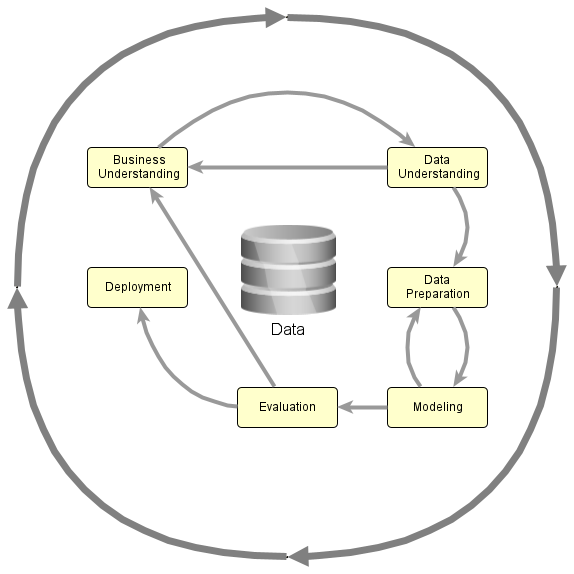 Business
Understanding
Data
Understanding
Deployment
Data
Preparation
Data
Evaluation
Modeling